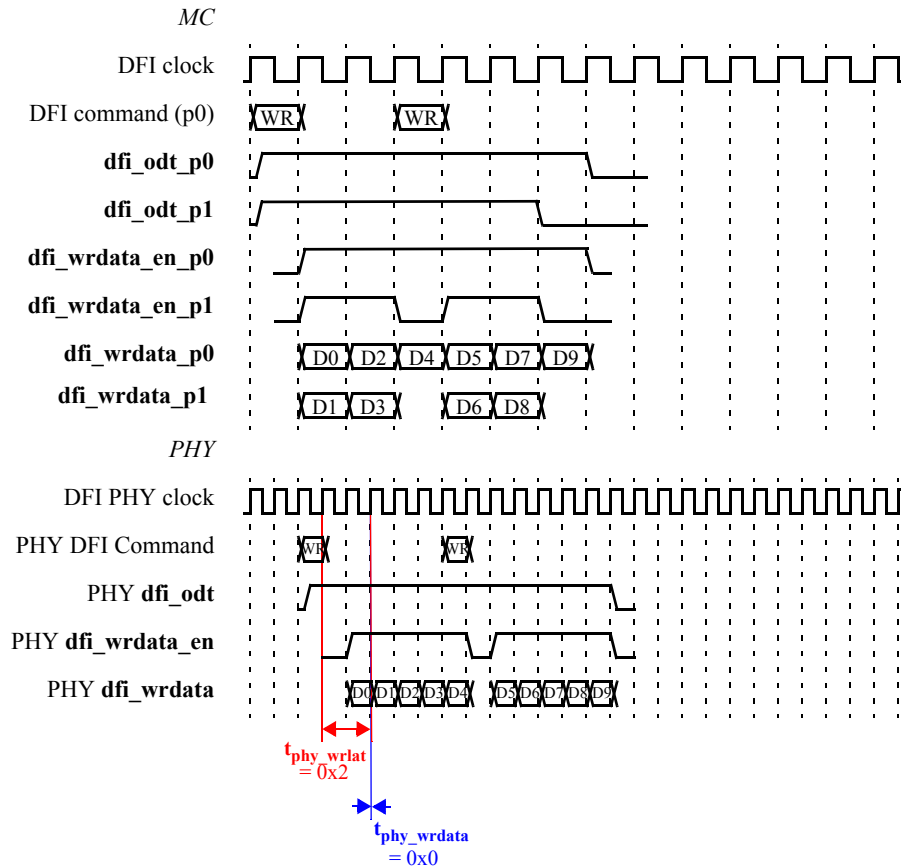 MC
DFI clock
DFI command (p0) WR WR
dfi_odt_p0
dfi_odt_p1
dfi_wrdata_en_p0
dfi_wrdata_en_p1
dfi_wrdata_p0 D0 D2 D4 D5 D7 D9
dfi_wrdata_p1 D1 D3 D6 D8
PHY
DFI PHY clock
PHY DFI Command WR WR
PHY dfi_odt
PHY dfi_wrdata_en
PHY dfi_wrdata D0 D1 D2 D3 D4 D5 D6 D7 D8 D9
tphy_wrlat
= 0x2
tphy_wrdata
= 0x0